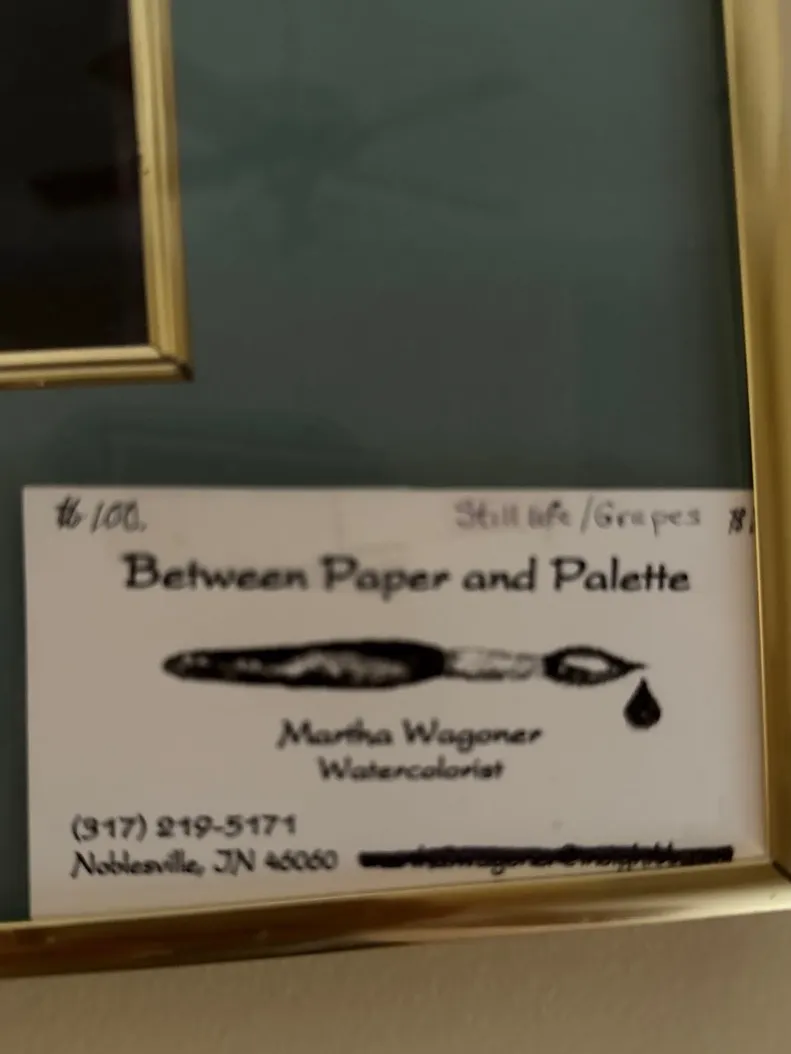 $100. Still life/Grapes
Between Paper and Palette
Martha Wagoner
Watercolorist
(317) 219-5171
Noblesville, IN 46060